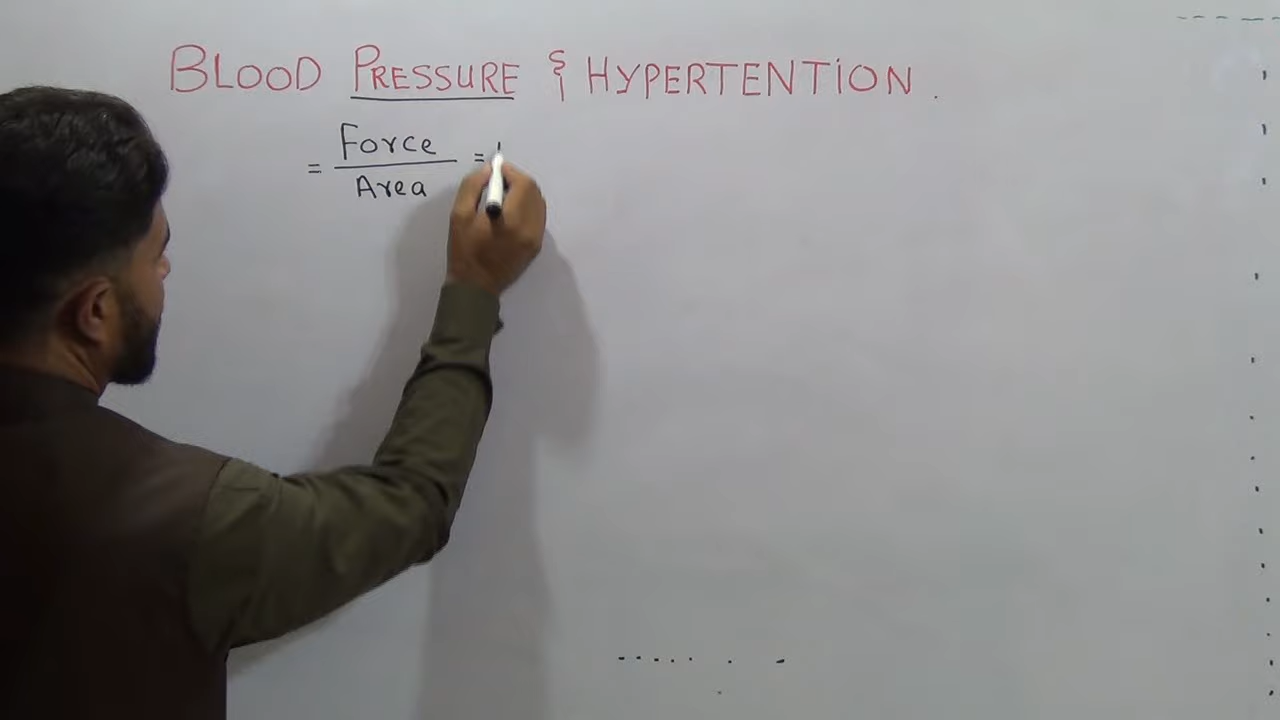 BLOOD PRESSURE & HYPERTENTION.
= Force =
Area